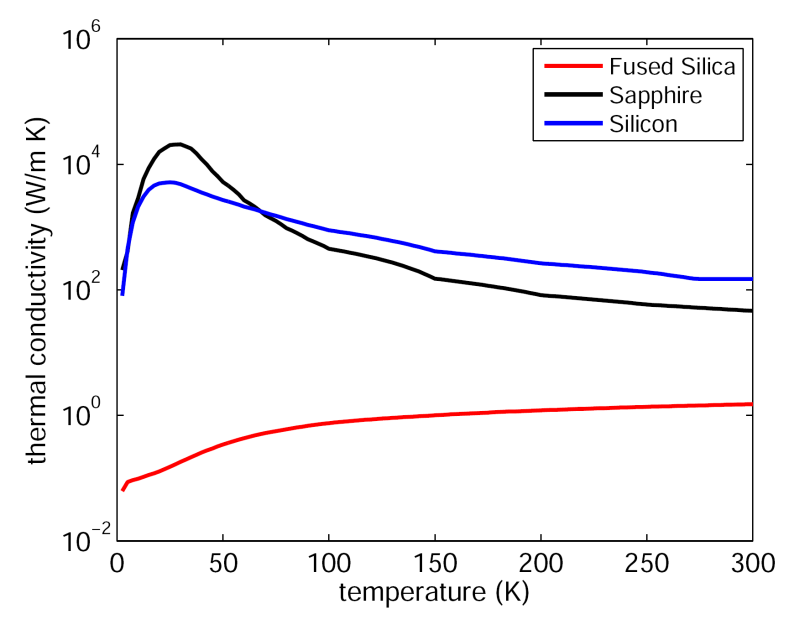 10^6
10^4
10^2
10^0
10^-2
thermal conductivity (W/m K)
Fused Silica
Sapphire
Silicon
0 50 100 150 200 250 300
temperature (K)